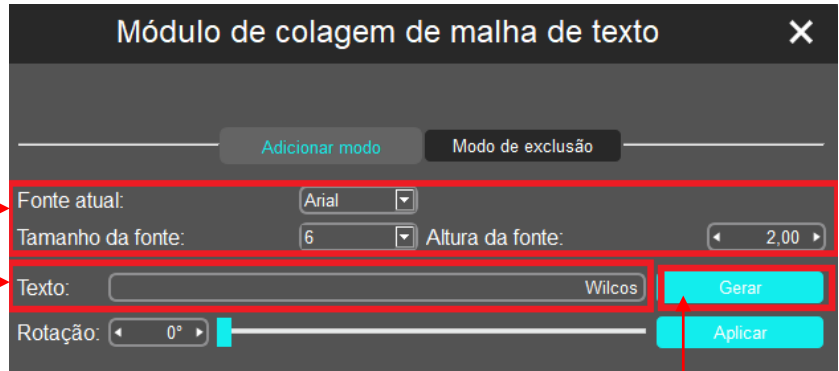 Módulo de colagem de malha de texto
Adicionar modo Modo de exclusão
Fonte atual: Arial
Tamanho da fonte: 6 Altura da fonte: 2,00
Texto: Wilcos Gerar
Rotação: 0° Aplicar